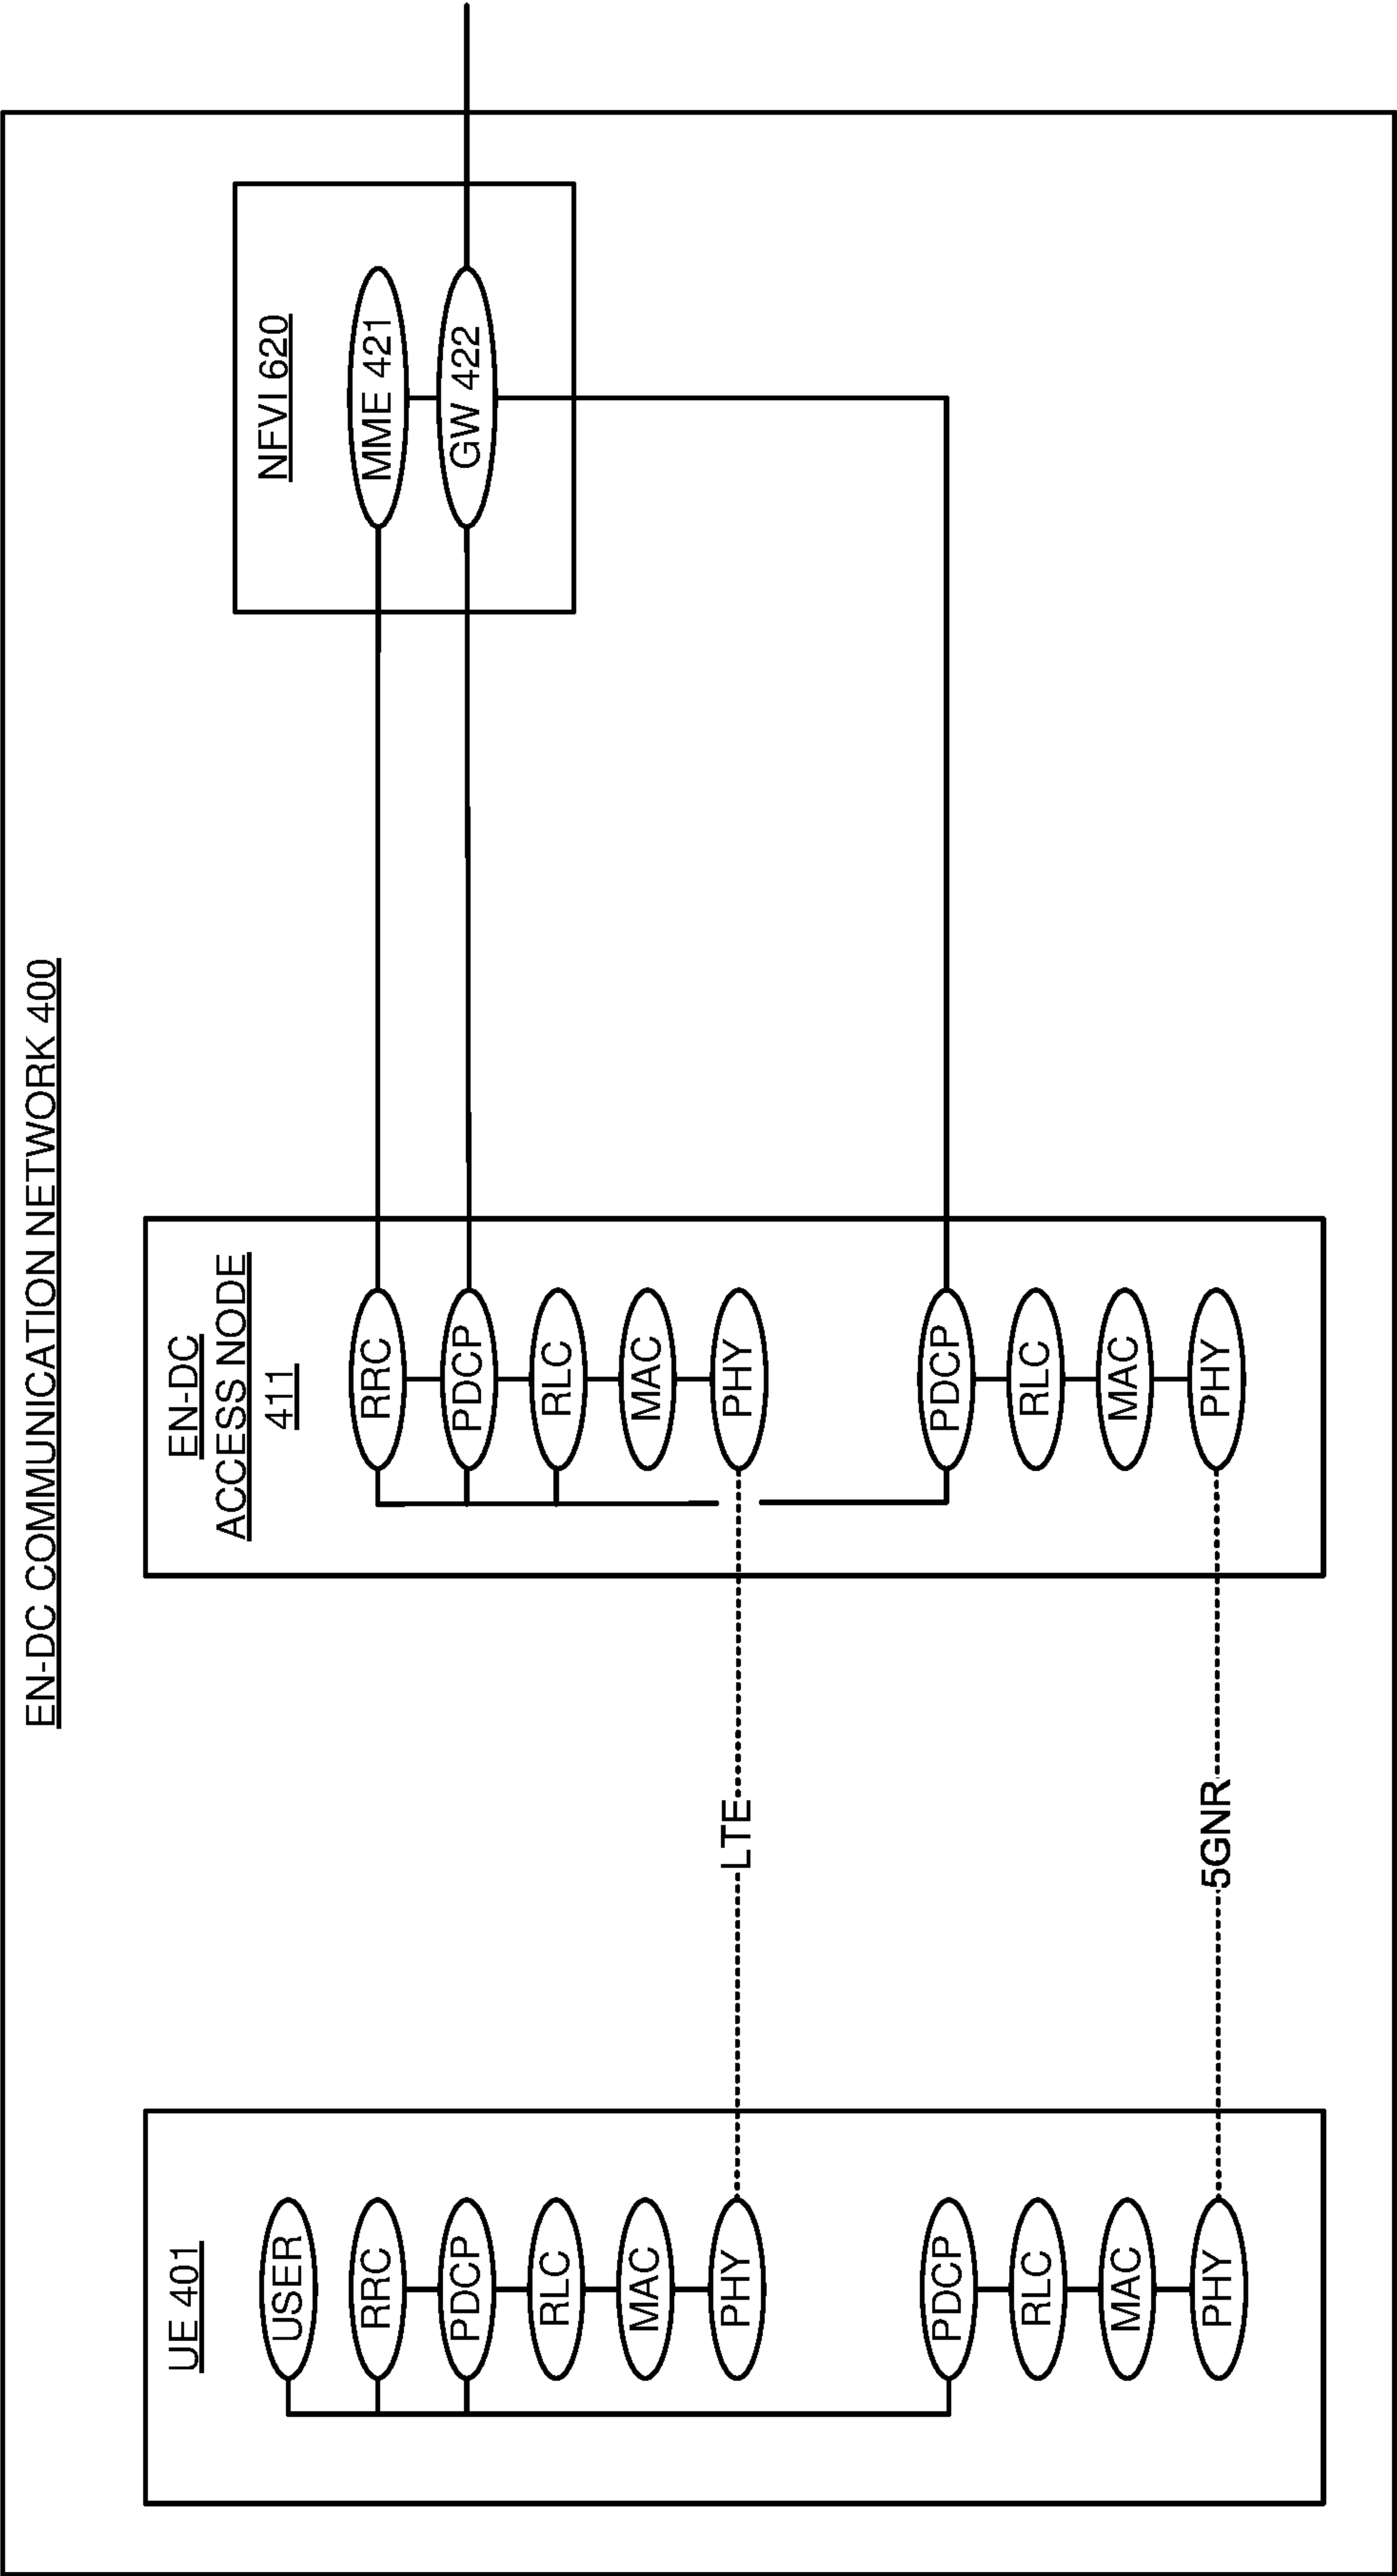 EN-DC COMMUNICATION NETWORK 400
UE 401
USER
RRC
PDCP
RLC
MAC
PHY
PDCP
RLC
MAC
PHY
LTE
5GNR
EN-DC
ACCESS NODE
411
RRC
PDCP
RLC
MAC
PHY
PDCP
RLC
MAC
PHY
NFVI 620
MME 421
GW 422